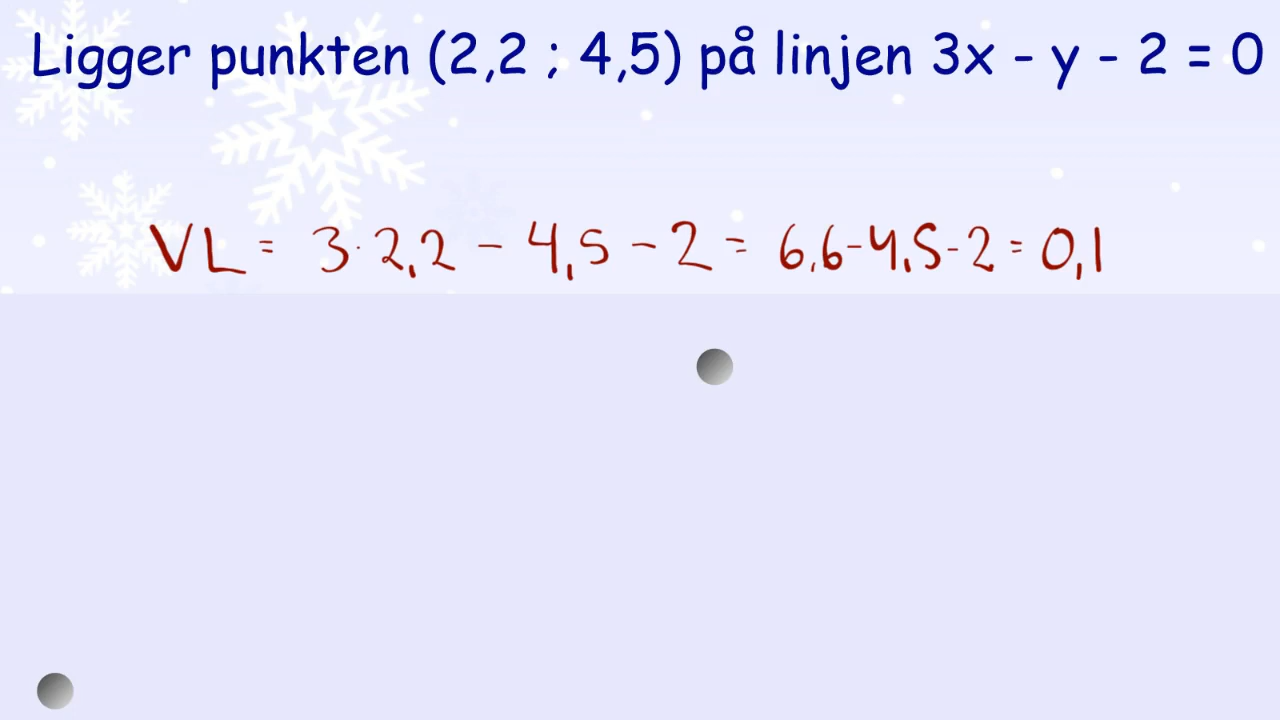 Ligger punkten (2,2 ; 4,5) på linjen 3x - y - 2 = 0
VL = 3·2,2 - 4,5 - 2 = 6,6-4,5-2 = 0,1